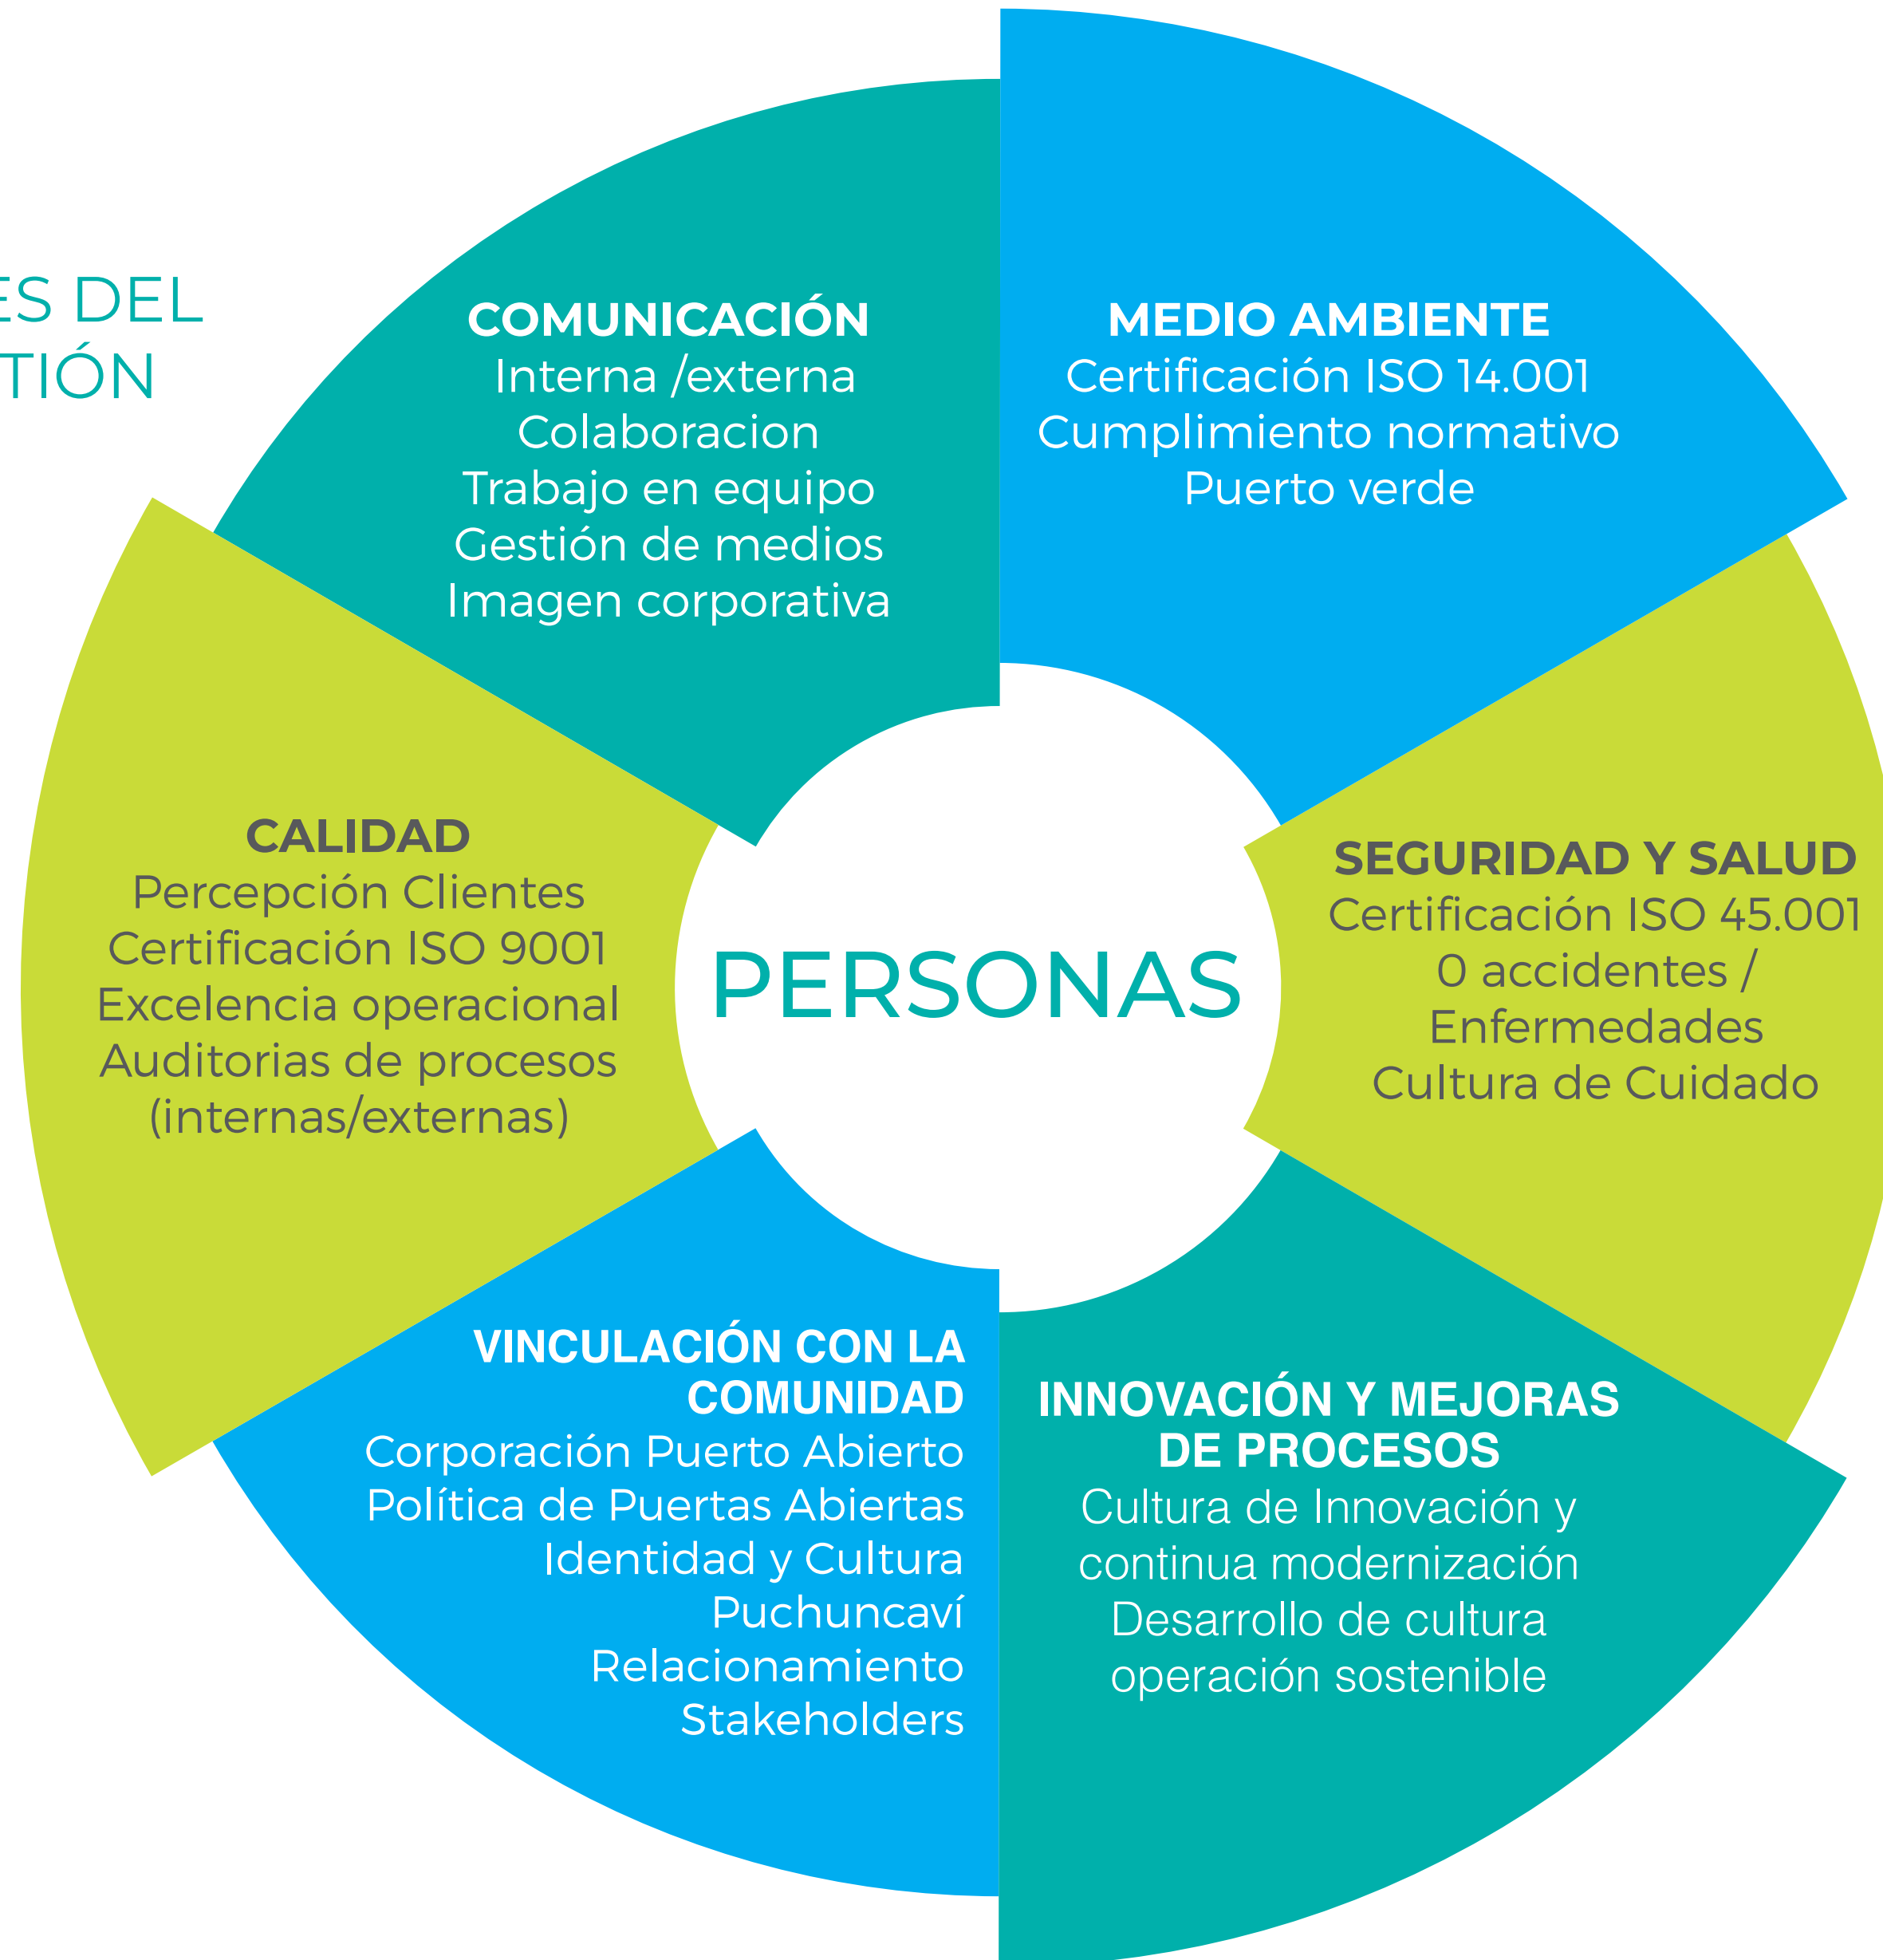 DEL
COMUNICACIÓN
Interna /externa
Colaboracion
Trabajo en equipo
Gestión de medios
Imagen corporativa
MEDIO AMBIENTE
Certificación ISO 14.001
Cumplimiento normativo
Puerto verde
CALIDAD
Percepción Clientes
Certificación ISO 9001
Excelencia operacional
Auditorias de procesos
(internas/externas)
PERSONAS
SEGURIDAD Y SALUD
Certificación ISO 45.001
0 accidentes /
Enfermedades
Cultura de Cuidado
VINCULACIÓN CON LA
COMUNIDAD
Corporación Puerto Abierto
Política de Puertas Abiertas
Identidad y Cultura
Puchuncaví
Relacionamiento
Stakeholders
INNOVACIÓN Y MEJORAS
DE PROCESOS
Cultura de Innovación y
continua modernización
Desarrollo de cultura
operación sostenible